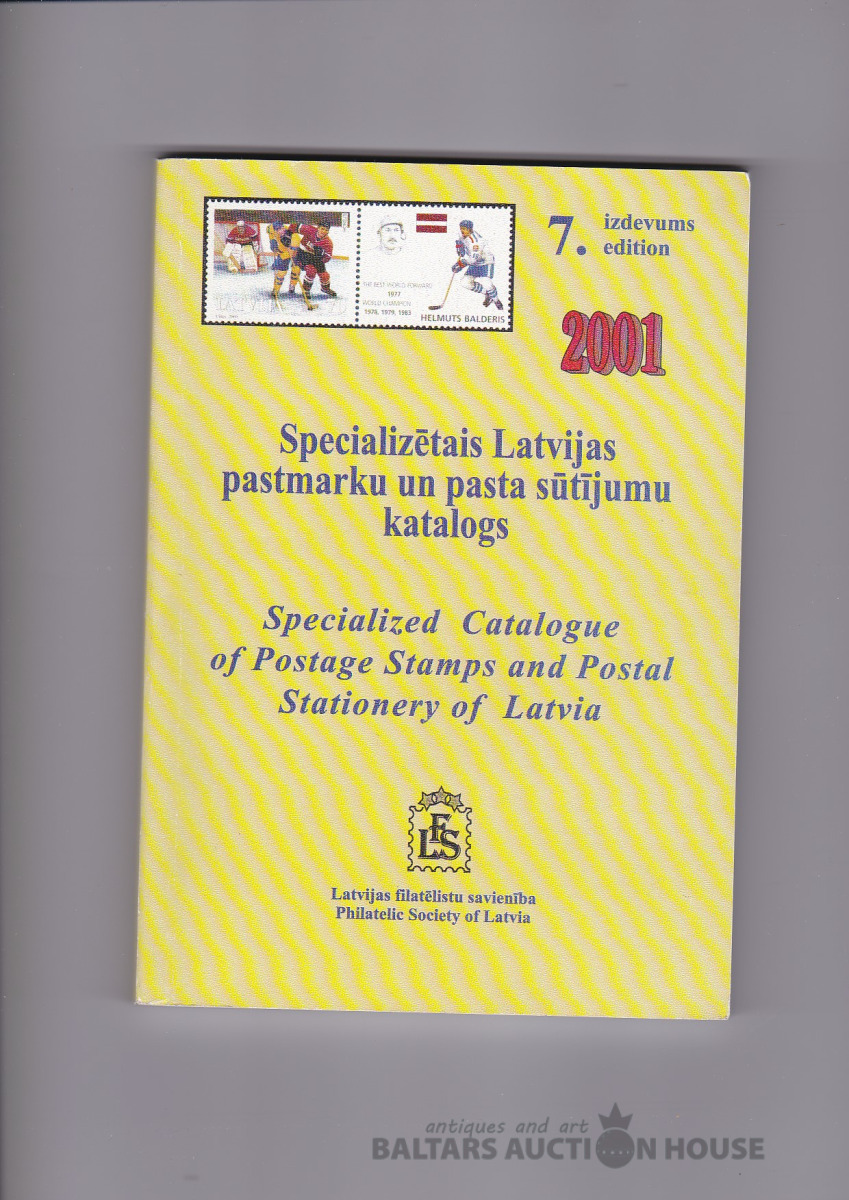 7. izdevums
edition
2001
THE BEST WORLD FORWARD
1977
WORLD CHAMPION
1978, 1979, 1983
HELMUTS BALDERIS
Specializētais Latvijas
pastmarku un pasta sūtījumu
katalogs
Specialized Catalogue
of Postage Stamps and Postal
Stationery of Latvia
LFS
Latvijas filatēlistu savienība
Philatelic Society of Latvia
antiques and art
BALTARS AUCTION HOUSE